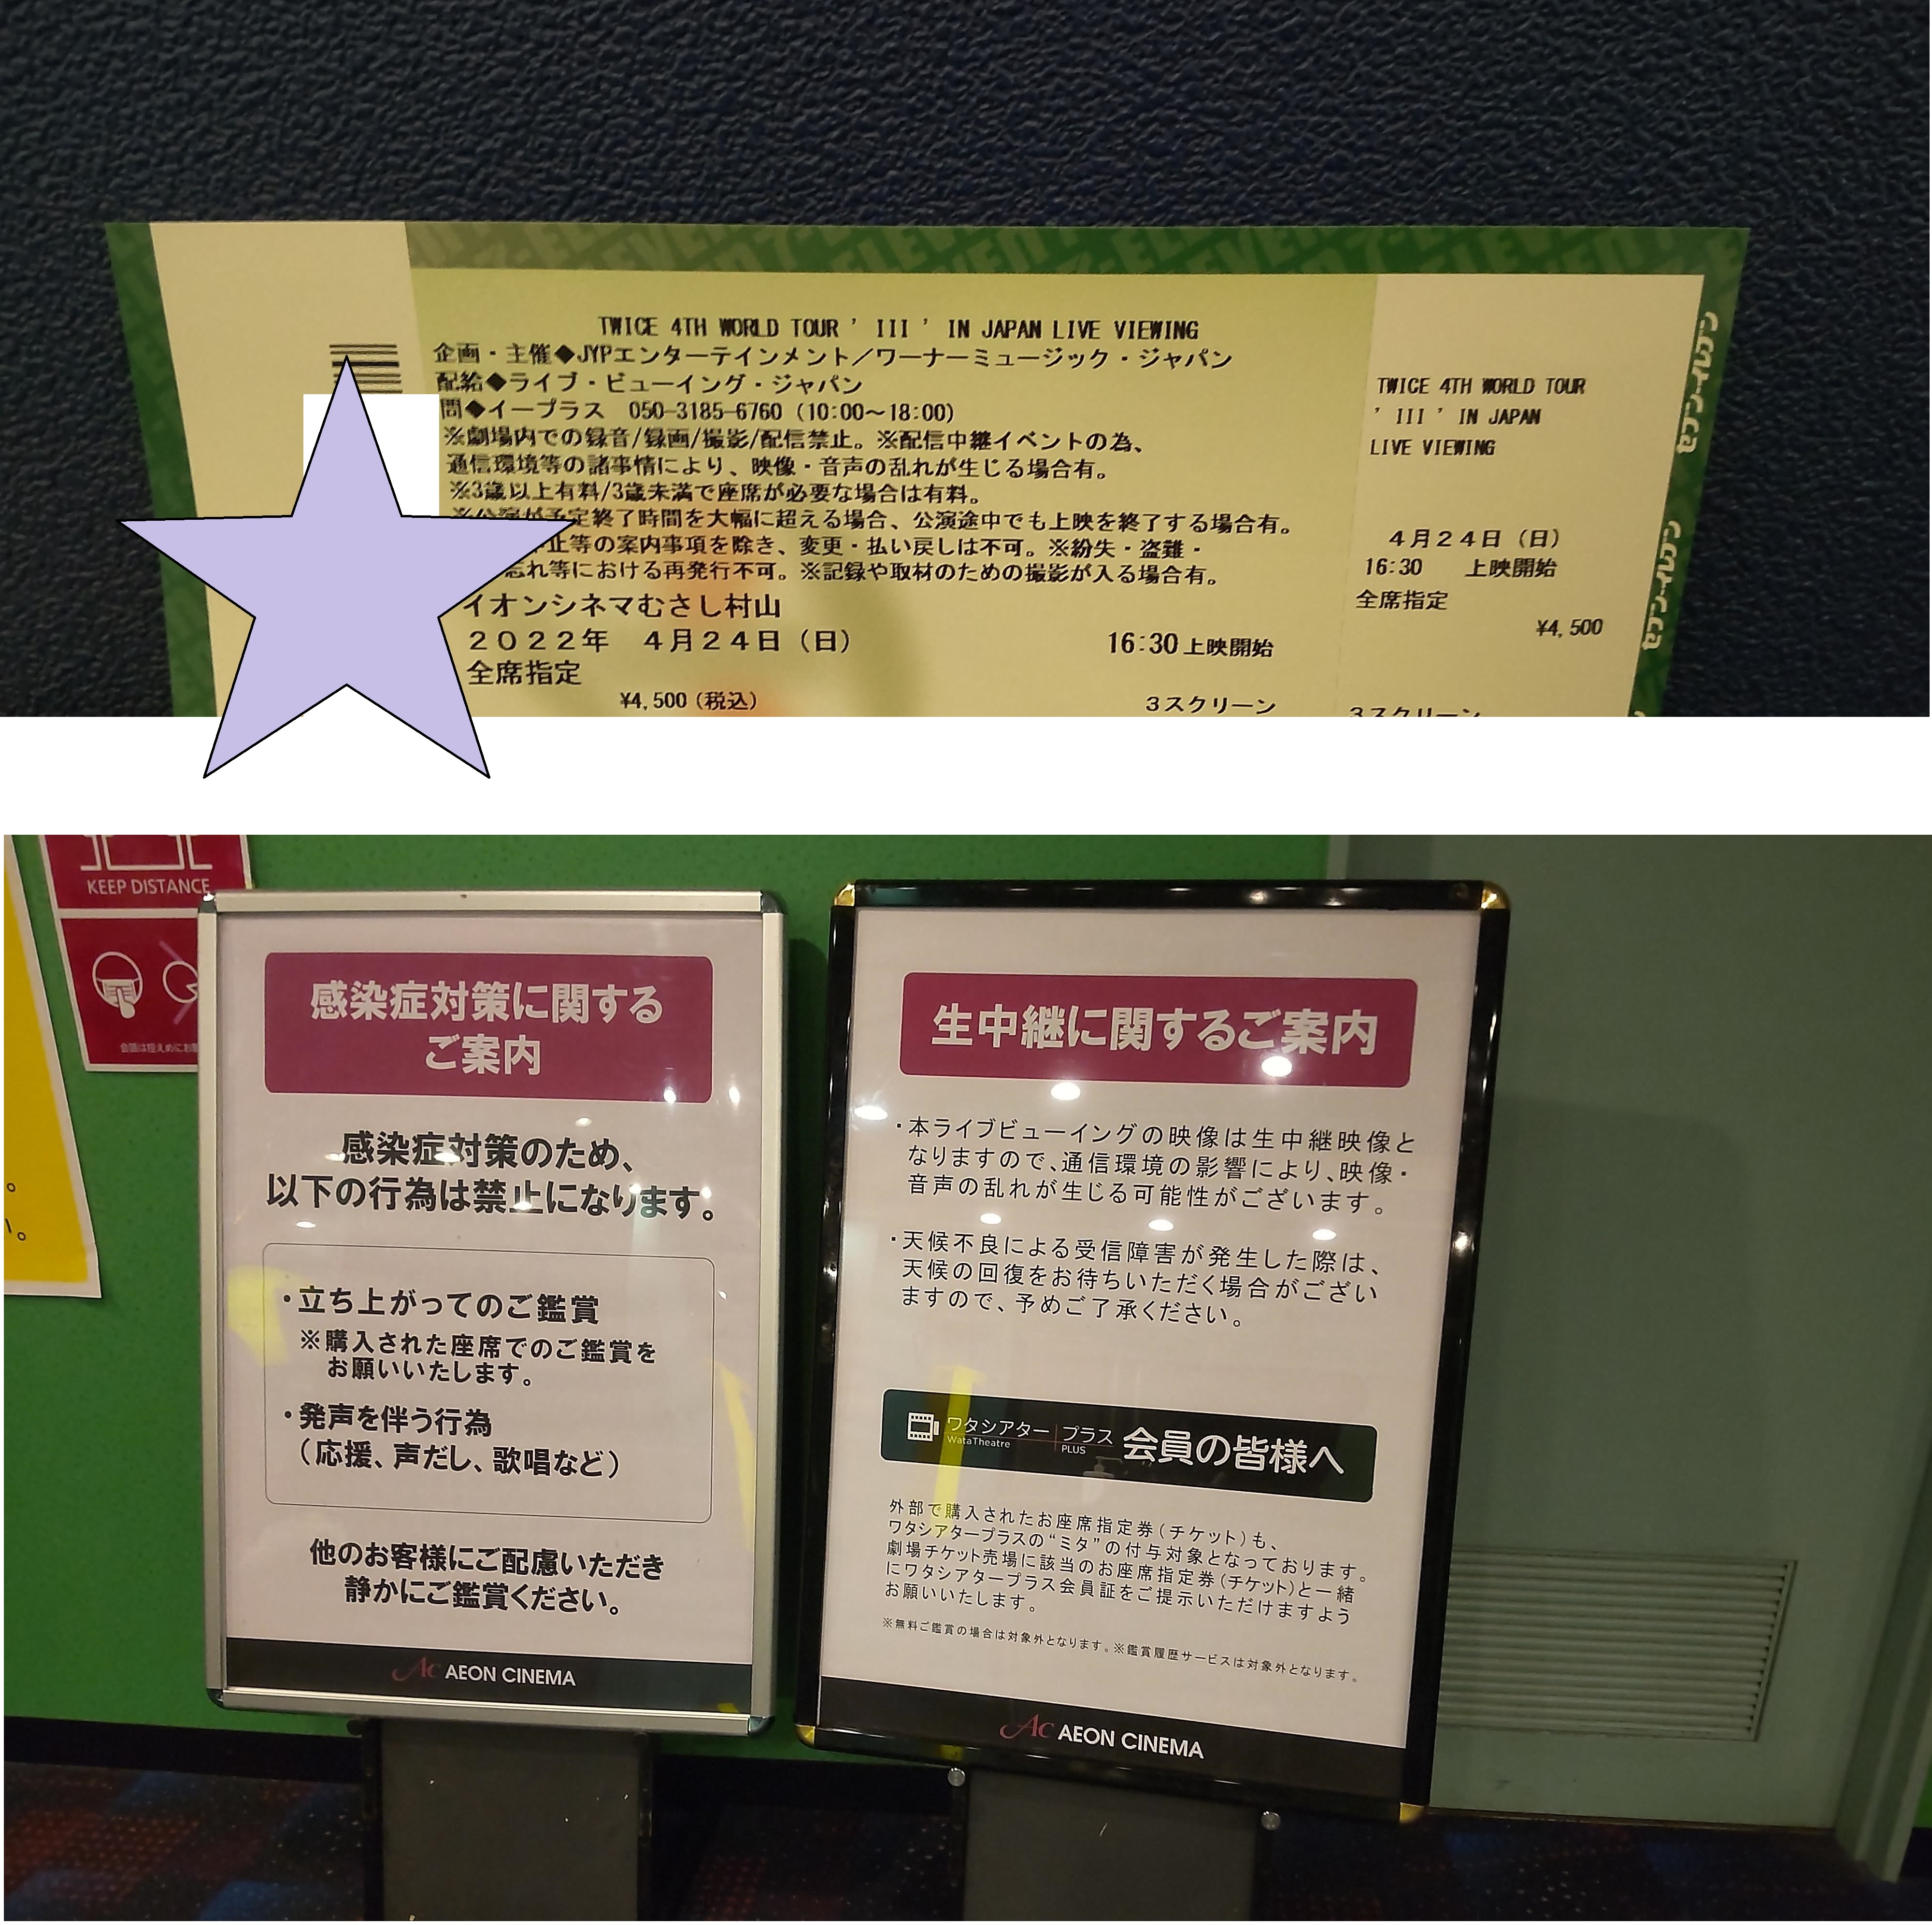 TWICE 4TH WORLD TOUR ' III ' IN JAPAN LIVE VIEWING
企画・主催◆JYPエンターテインメント／ワーナーミュージック・ジャパン
配給◆ライブ・ビューイング・ジャパン
問◆イープラス 050-3185-6760 (10:00～18:00)
※劇場内での録音/録画/撮影/配信禁止。※配信中継イベントの為、
通信環境等の諸事情により、映像・音声の乱れが生じる場合有。
※3歳以上有料/3歳未満で座席が必要な場合は有料。
※公演が予定終了時間を大幅に超える場合、公演途中でも上映を終了する場合有。
止等の案内事項を除き、変更・払い戻しは不可。※紛失・盗難・
忘れ等における再発行不可。※記録や取材のための撮影が入る場合有。
イオンシネマむさし村山
2022年 4月24日（日） 16:30上映開始
全席指定
¥4,500(税込) 3スクリーン
TWICE 4TH WORLD TOUR
' III ' IN JAPAN
LIVE VIEWING
4月24日（日）
16:30 上映開始
全席指定
¥4,500
3スクリーン
セブン-イレブン
セブン-イレブン
KEEP DISTANCE
感染症対策に関する
ご案内
感染症対策のため、
以下の行為は禁止になります。
・立ち上がってのご鑑賞
※購入された座席でのご鑑賞を
お願いいたします。
・発声を伴う行為
（応援、声だし、歌唱など）
他のお客様にご配慮いただき
静かにご鑑賞ください。
Ac AEON CINEMA
生中継に関するご案内
・本ライブビューイングの映像は生中継映像と
なりますので、通信環境の影響により、映像・
音声の乱れが生じる可能性がございます。
・天候不良による受信障害が発生した際は、
天候の回復をお待ちいただく場合がござい
ますので、予めご了承ください。
ワタシアター プラス 会員の皆様へ
WataTheatre PLUS
外部で購入されたお座席指定券（チケット）も、
ワタシアタープラスの“ミタ”の付与対象となっております。
劇場チケット売場に該当のお座席指定券（チケット）と一緒
にワタシアタープラス会員証をご提示いただけますよう
お願いいたします。
※無料ご鑑賞の場合は対象外となります。※鑑賞履歴サービスは対象外となります。
Ac AEON CINEMA